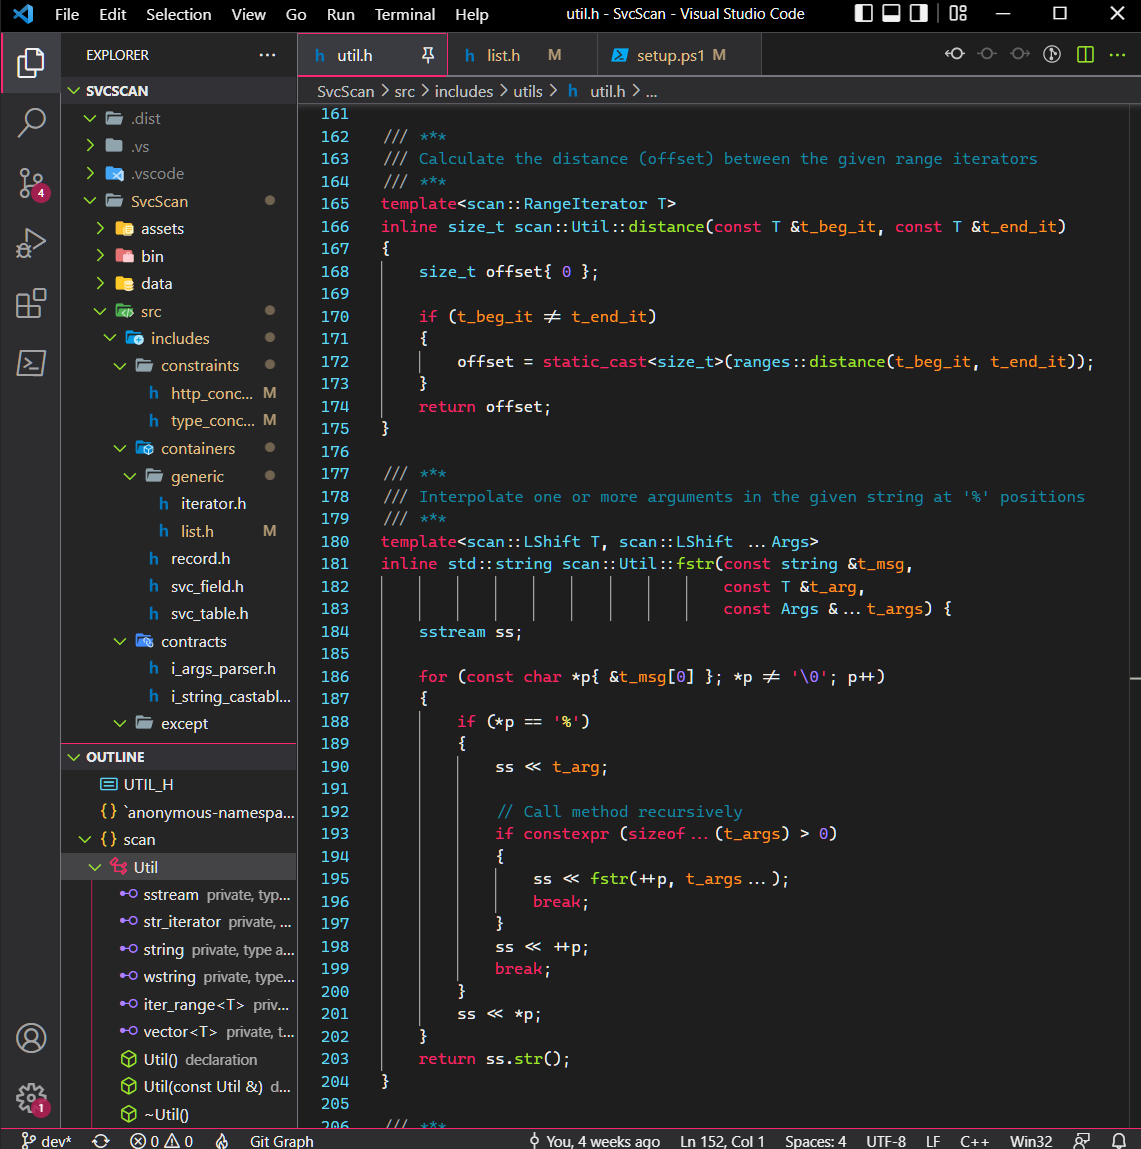 File Edit Selection View Go Run Terminal Help util.h - SvcScan - Visual Studio Code
EXPLORER ···
SVCSCAN
.dist
.vs
.vscode
SvcScan
assets
bin
data
src
includes
constraints
http_conc... M
type_conc... M
containers
generic
iterator.h
list.h M
record.h
svc_field.h
svc_table.h
contracts
i_args_parser.h
i_string_castabl...
except
OUTLINE
UTIL_H
{} `anonymous-namespa...
{} scan
Util
sstream private, typ...
str_iterator private, ...
string private, type a...
wstring private, type...
iter_range<T> priv...
vector<T> private, t...
Util() declaration
Util(const Util &) d...
~Util()
4
1
h util.h
h list.h M
setup.ps1 M
SvcScan > src > includes > utils > h util.h > ...
161
162 /// ***
163 /// Calculate the distance (offset) between the given range iterators
164 /// ***
165 template<scan::RangeIterator T>
166 inline size_t scan::Util::distance(const T &t_beg_it, const T &t_end_it)
167 {
168     size_t offset{ 0 };
169
170     if (t_beg_it != t_end_it)
171     {
172         offset = static_cast<size_t>(ranges::distance(t_beg_it, t_end_it));
173     }
174     return offset;
175 }
176
177 /// ***
178 /// Interpolate one or more arguments in the given string at '%' positions
179 /// ***
180 template<scan::LShift T, scan::LShift ...Args>
181 inline std::string scan::Util::fstr(const string &t_msg,
182                                     const T &t_arg,
183                                     const Args &...t_args) {
184     sstream ss;
185
186     for (const char *p{ &t_msg[0] }; *p != '\0'; p++)
187     {
188         if (*p == '%')
189         {
190             ss << t_arg;
191
192             // Call method recursively
193             if constexpr (sizeof...(t_args) > 0)
194             {
195                 ss << fstr(++p, t_args...);
196                 break;
197             }
198             ss << ++p;
199             break;
200         }
201         ss << *p;
202     }
203     return ss.str();
204 }
205
206 /// ***
dev* 0 0 Git Graph You, 4 weeks ago Ln 152, Col 1 Spaces: 4 UTF-8 LF C++ Win32